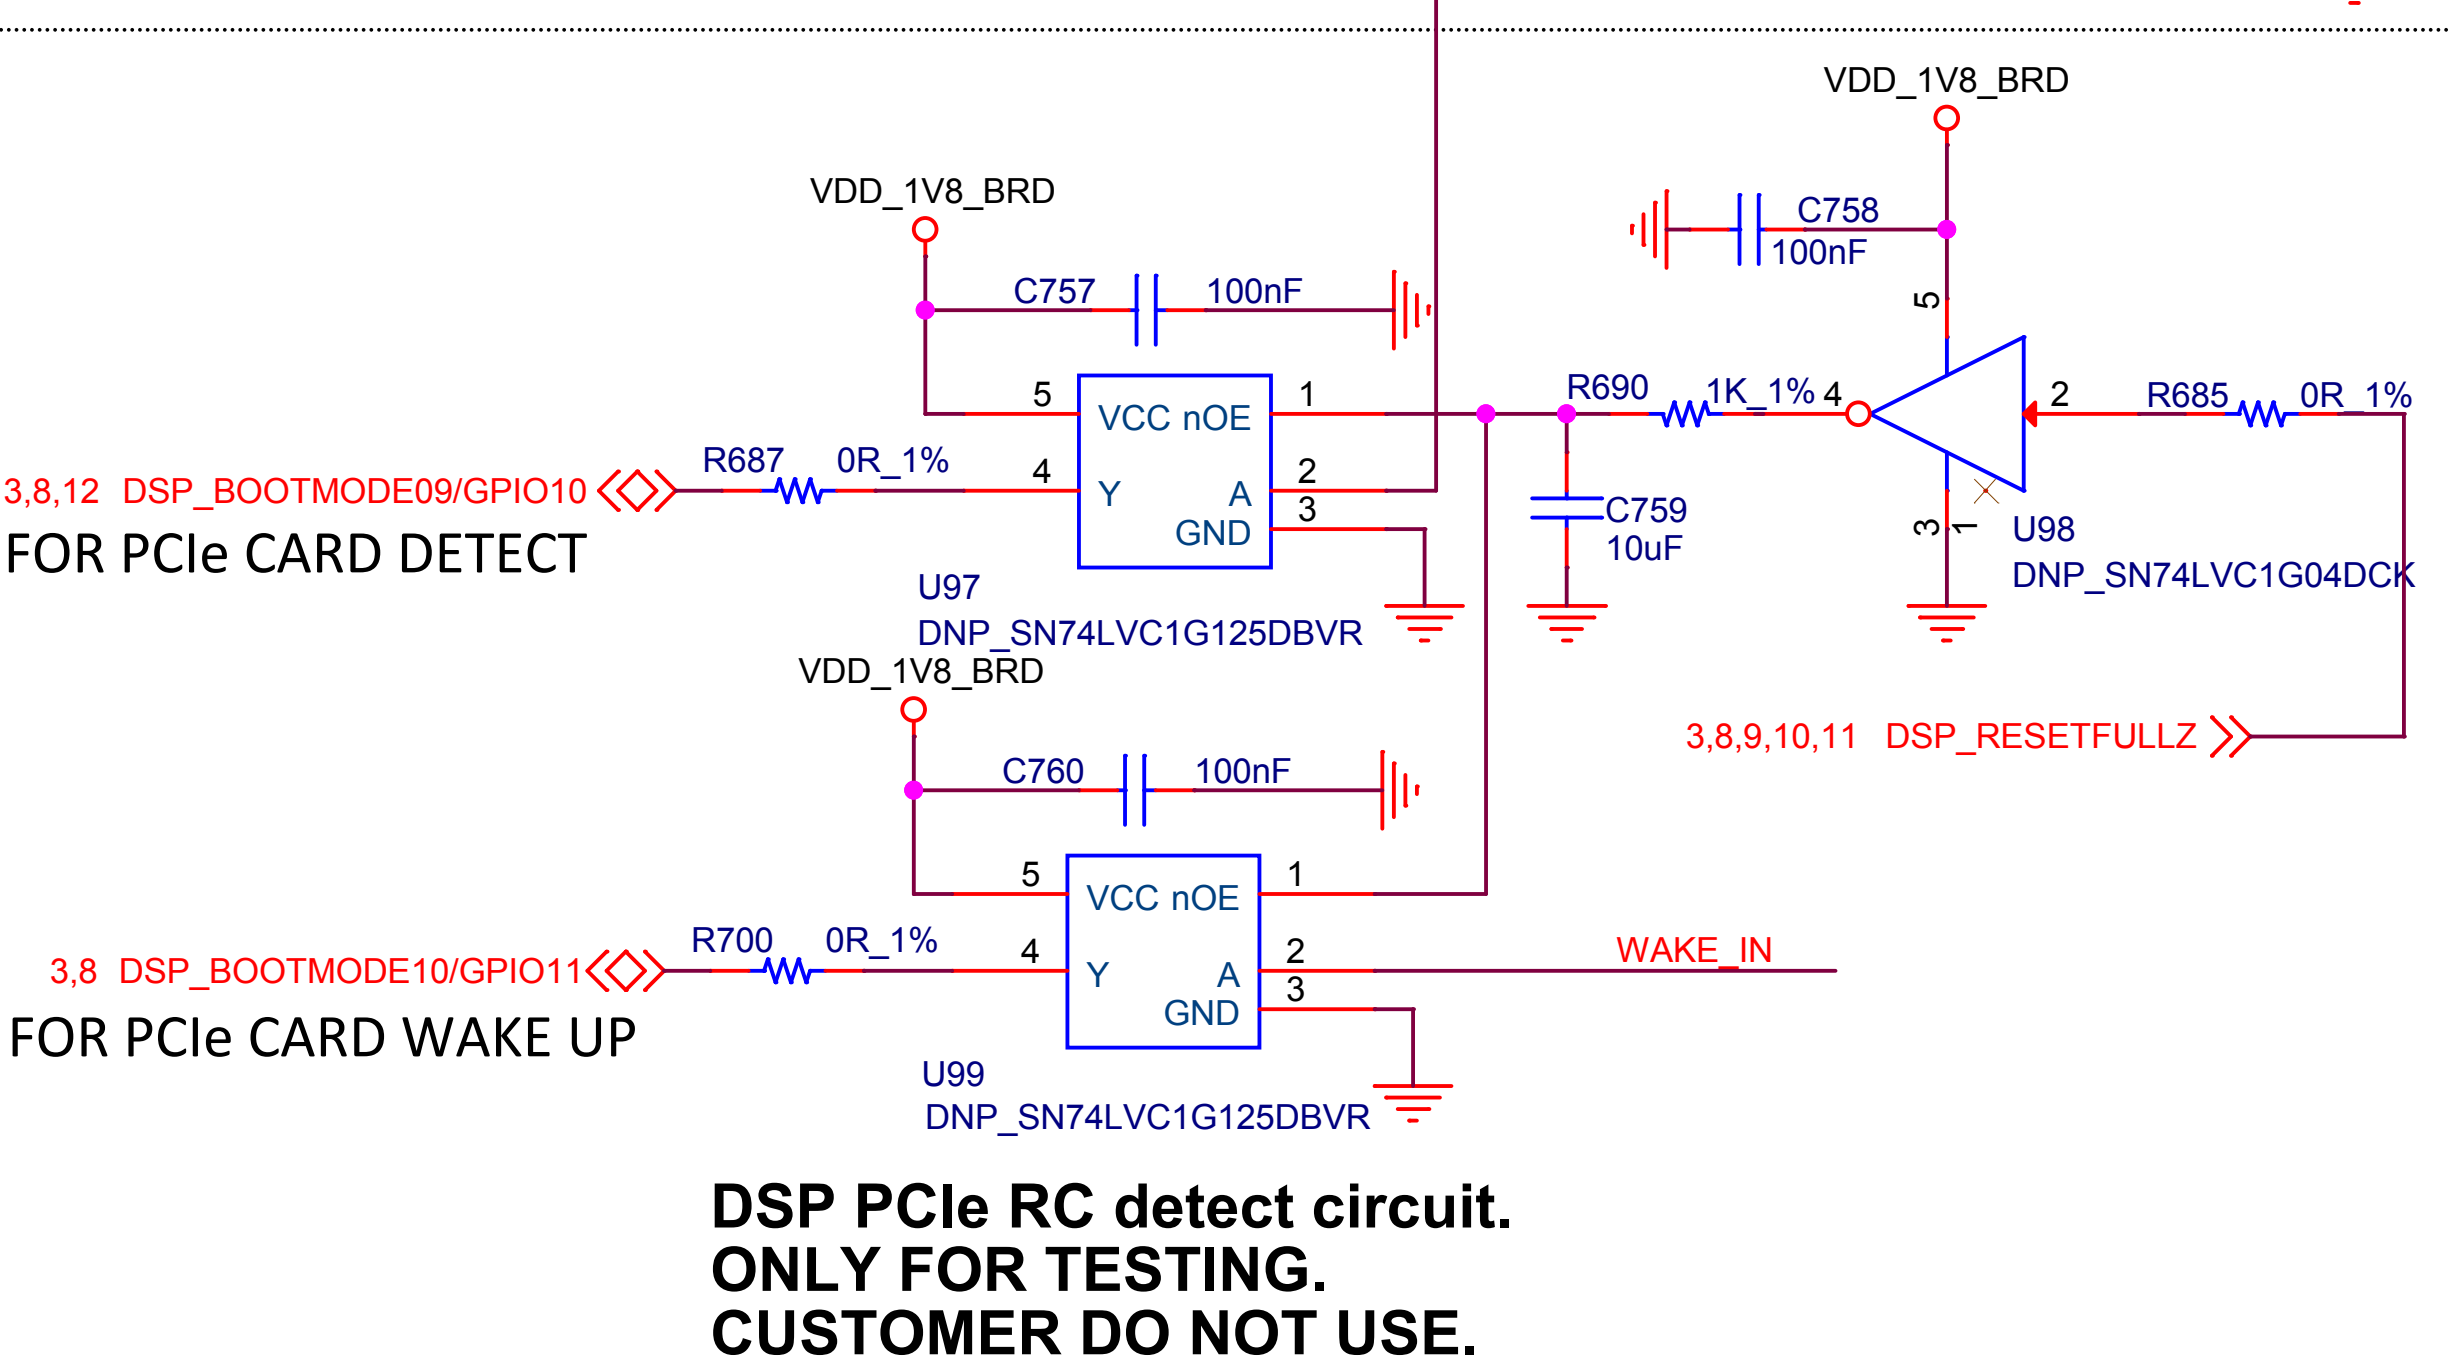 VDD_1V8_BRD
VDD_1V8_BRD
C758
100nF
C757 100nF
5
5 VCC nOE 1
R690 1K_1% 4
2 R685 0R_1%
3,8,12 DSP_BOOTMODE09/GPIO10
R687 0R_1% 4 Y A 2
GND 3
FOR PCIe CARD DETECT
C759
10uF
3 1
U98
DNP_SN74LVC1G04DCK
U97
DNP_SN74LVC1G125DBVR
VDD_1V8_BRD
3,8,9,10,11 DSP_RESETFULLZ
C760 100nF
5 VCC nOE 1
3,8 DSP_BOOTMODE10/GPIO11
R700 0R_1% 4 Y A 2 WAKE_IN
GND 3
FOR PCIe CARD WAKE UP
U99
DNP_SN74LVC1G125DBVR
DSP PCIe RC detect circuit.
ONLY FOR TESTING.
CUSTOMER DO NOT USE.